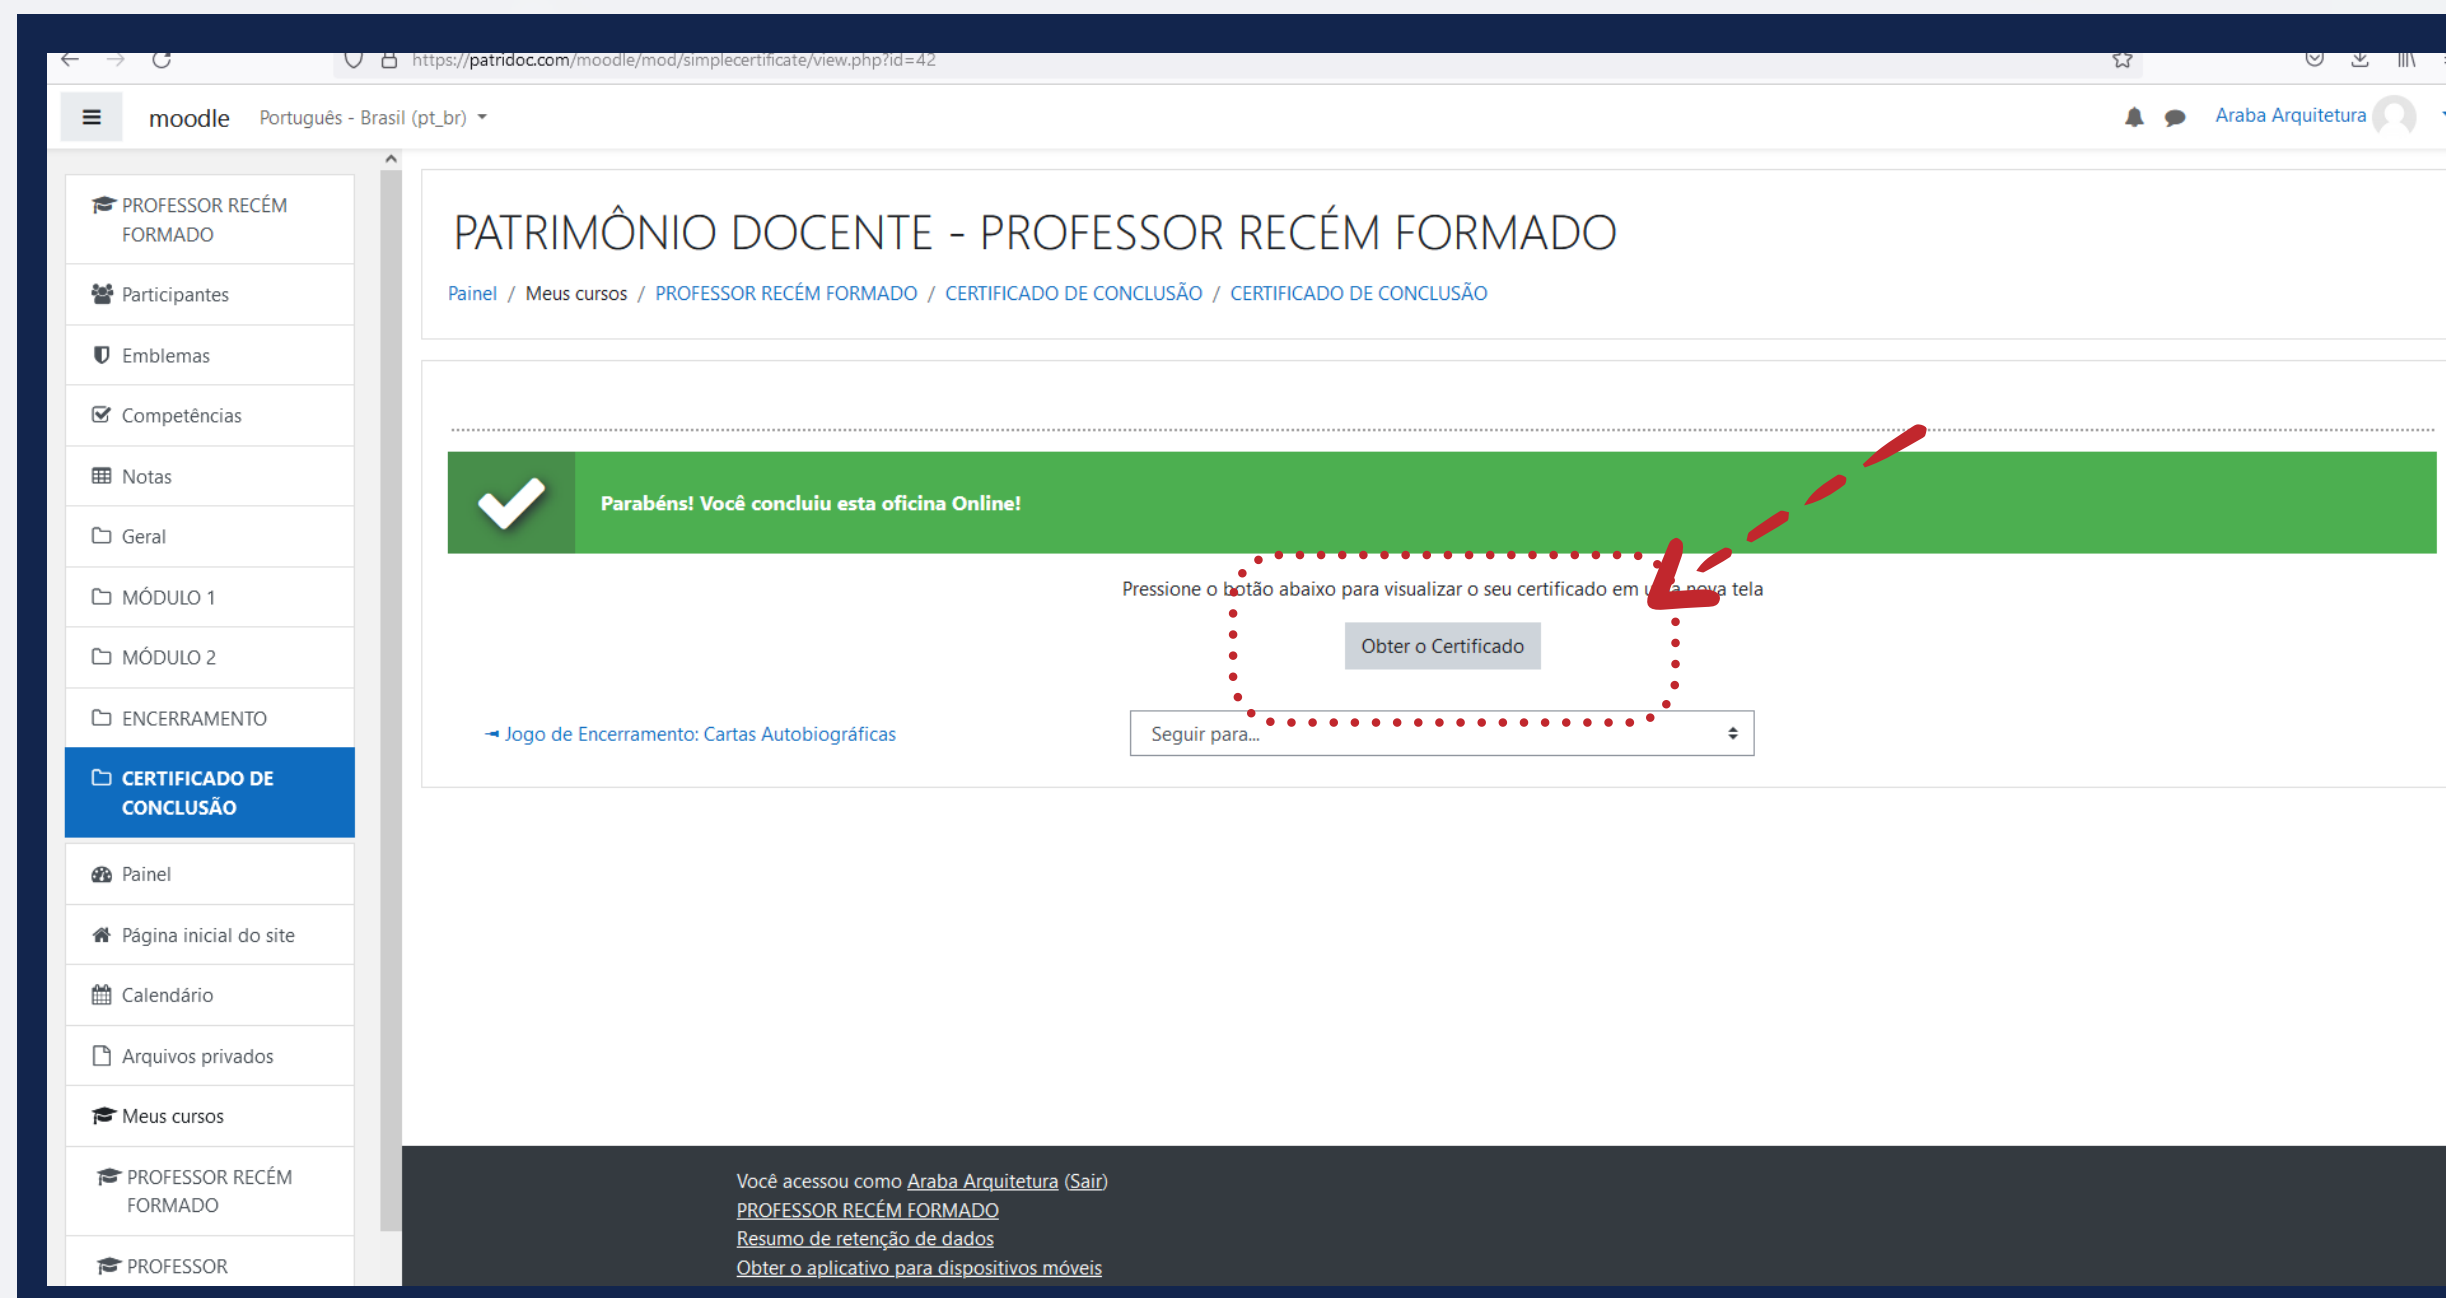 https://patridoc.com/moodle/mod/simplecertificate/view.php?id=42
moodle Português - Brasil (pt_br)
Araba Arquitetura
PROFESSOR RECÉM
FORMADO
Participantes
Emblemas
Competências
Notas
Geral
MÓDULO 1
MÓDULO 2
ENCERRAMENTO
CERTIFICADO DE
CONCLUSÃO
Painel
Página inicial do site
Calendário
Arquivos privados
Meus cursos
PROFESSOR RECÉM
FORMADO
PROFESSOR
PATRIMÔNIO DOCENTE - PROFESSOR RECÉM FORMADO
Painel / Meus cursos / PROFESSOR RECÉM FORMADO / CERTIFICADO DE CONCLUSÃO / CERTIFICADO DE CONCLUSÃO
Parabéns! Você concluiu esta oficina Online!
Pressione o botão abaixo para visualizar o seu certificado em nova tela
Obter o Certificado
Jogo de Encerramento: Cartas Autobiográficas
Seguir para...
Você acessou como Araba Arquitetura (Sair)
PROFESSOR RECÉM FORMADO
Resumo de retenção de dados
Obter o aplicativo para dispositivos móveis